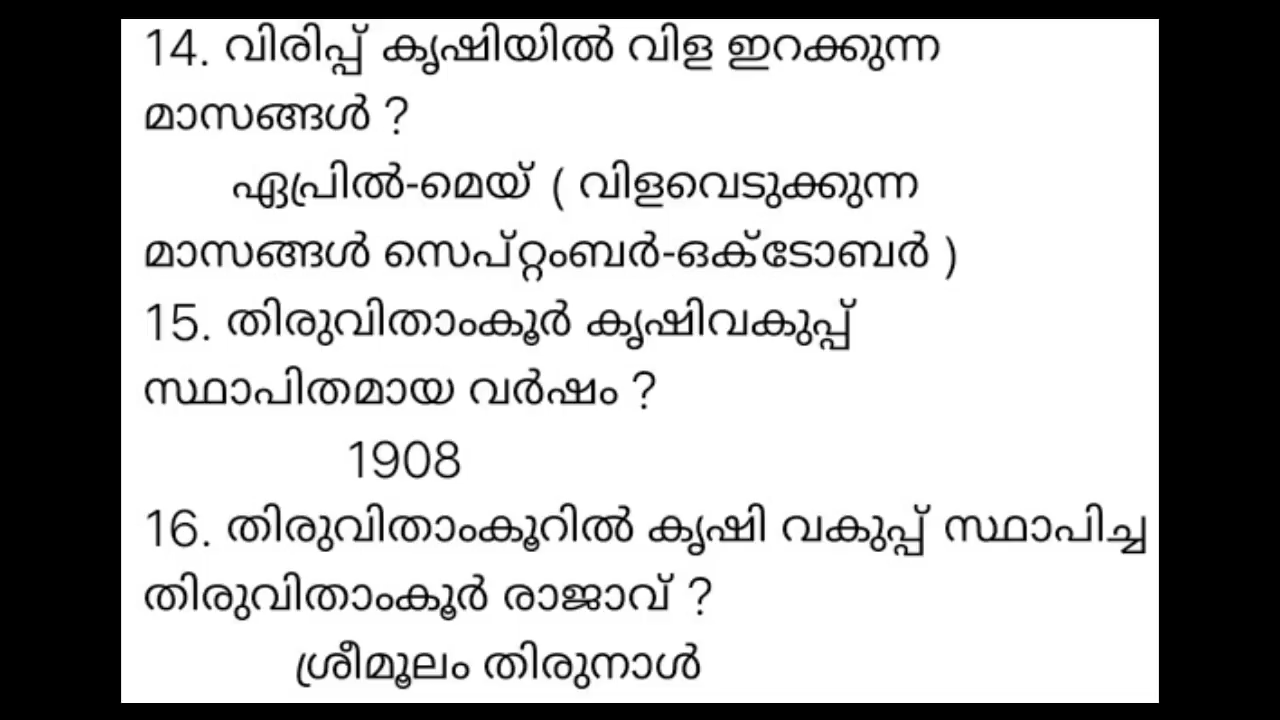 14. വിരിപ്പ് കൃഷിയിൽ വിള ഇറക്കുന്ന
മാസങ്ങൾ ?
ഏപ്രിൽ-മെയ് ( വിളവെടുക്കുന്ന
മാസങ്ങൾ സെപ്റ്റംബർ-ഒക്ടോബർ )
15. തിരുവിതാംകൂർ കൃഷിവകുപ്പ്
സ്ഥാപിതമായ വർഷം ?
1908
16. തിരുവിതാംകൂറിൽ കൃഷി വകുപ്പ് സ്ഥാപിച്ച
തിരുവിതാംകൂർ രാജാവ് ?
ശ്രീമൂലം തിരുനാൾ